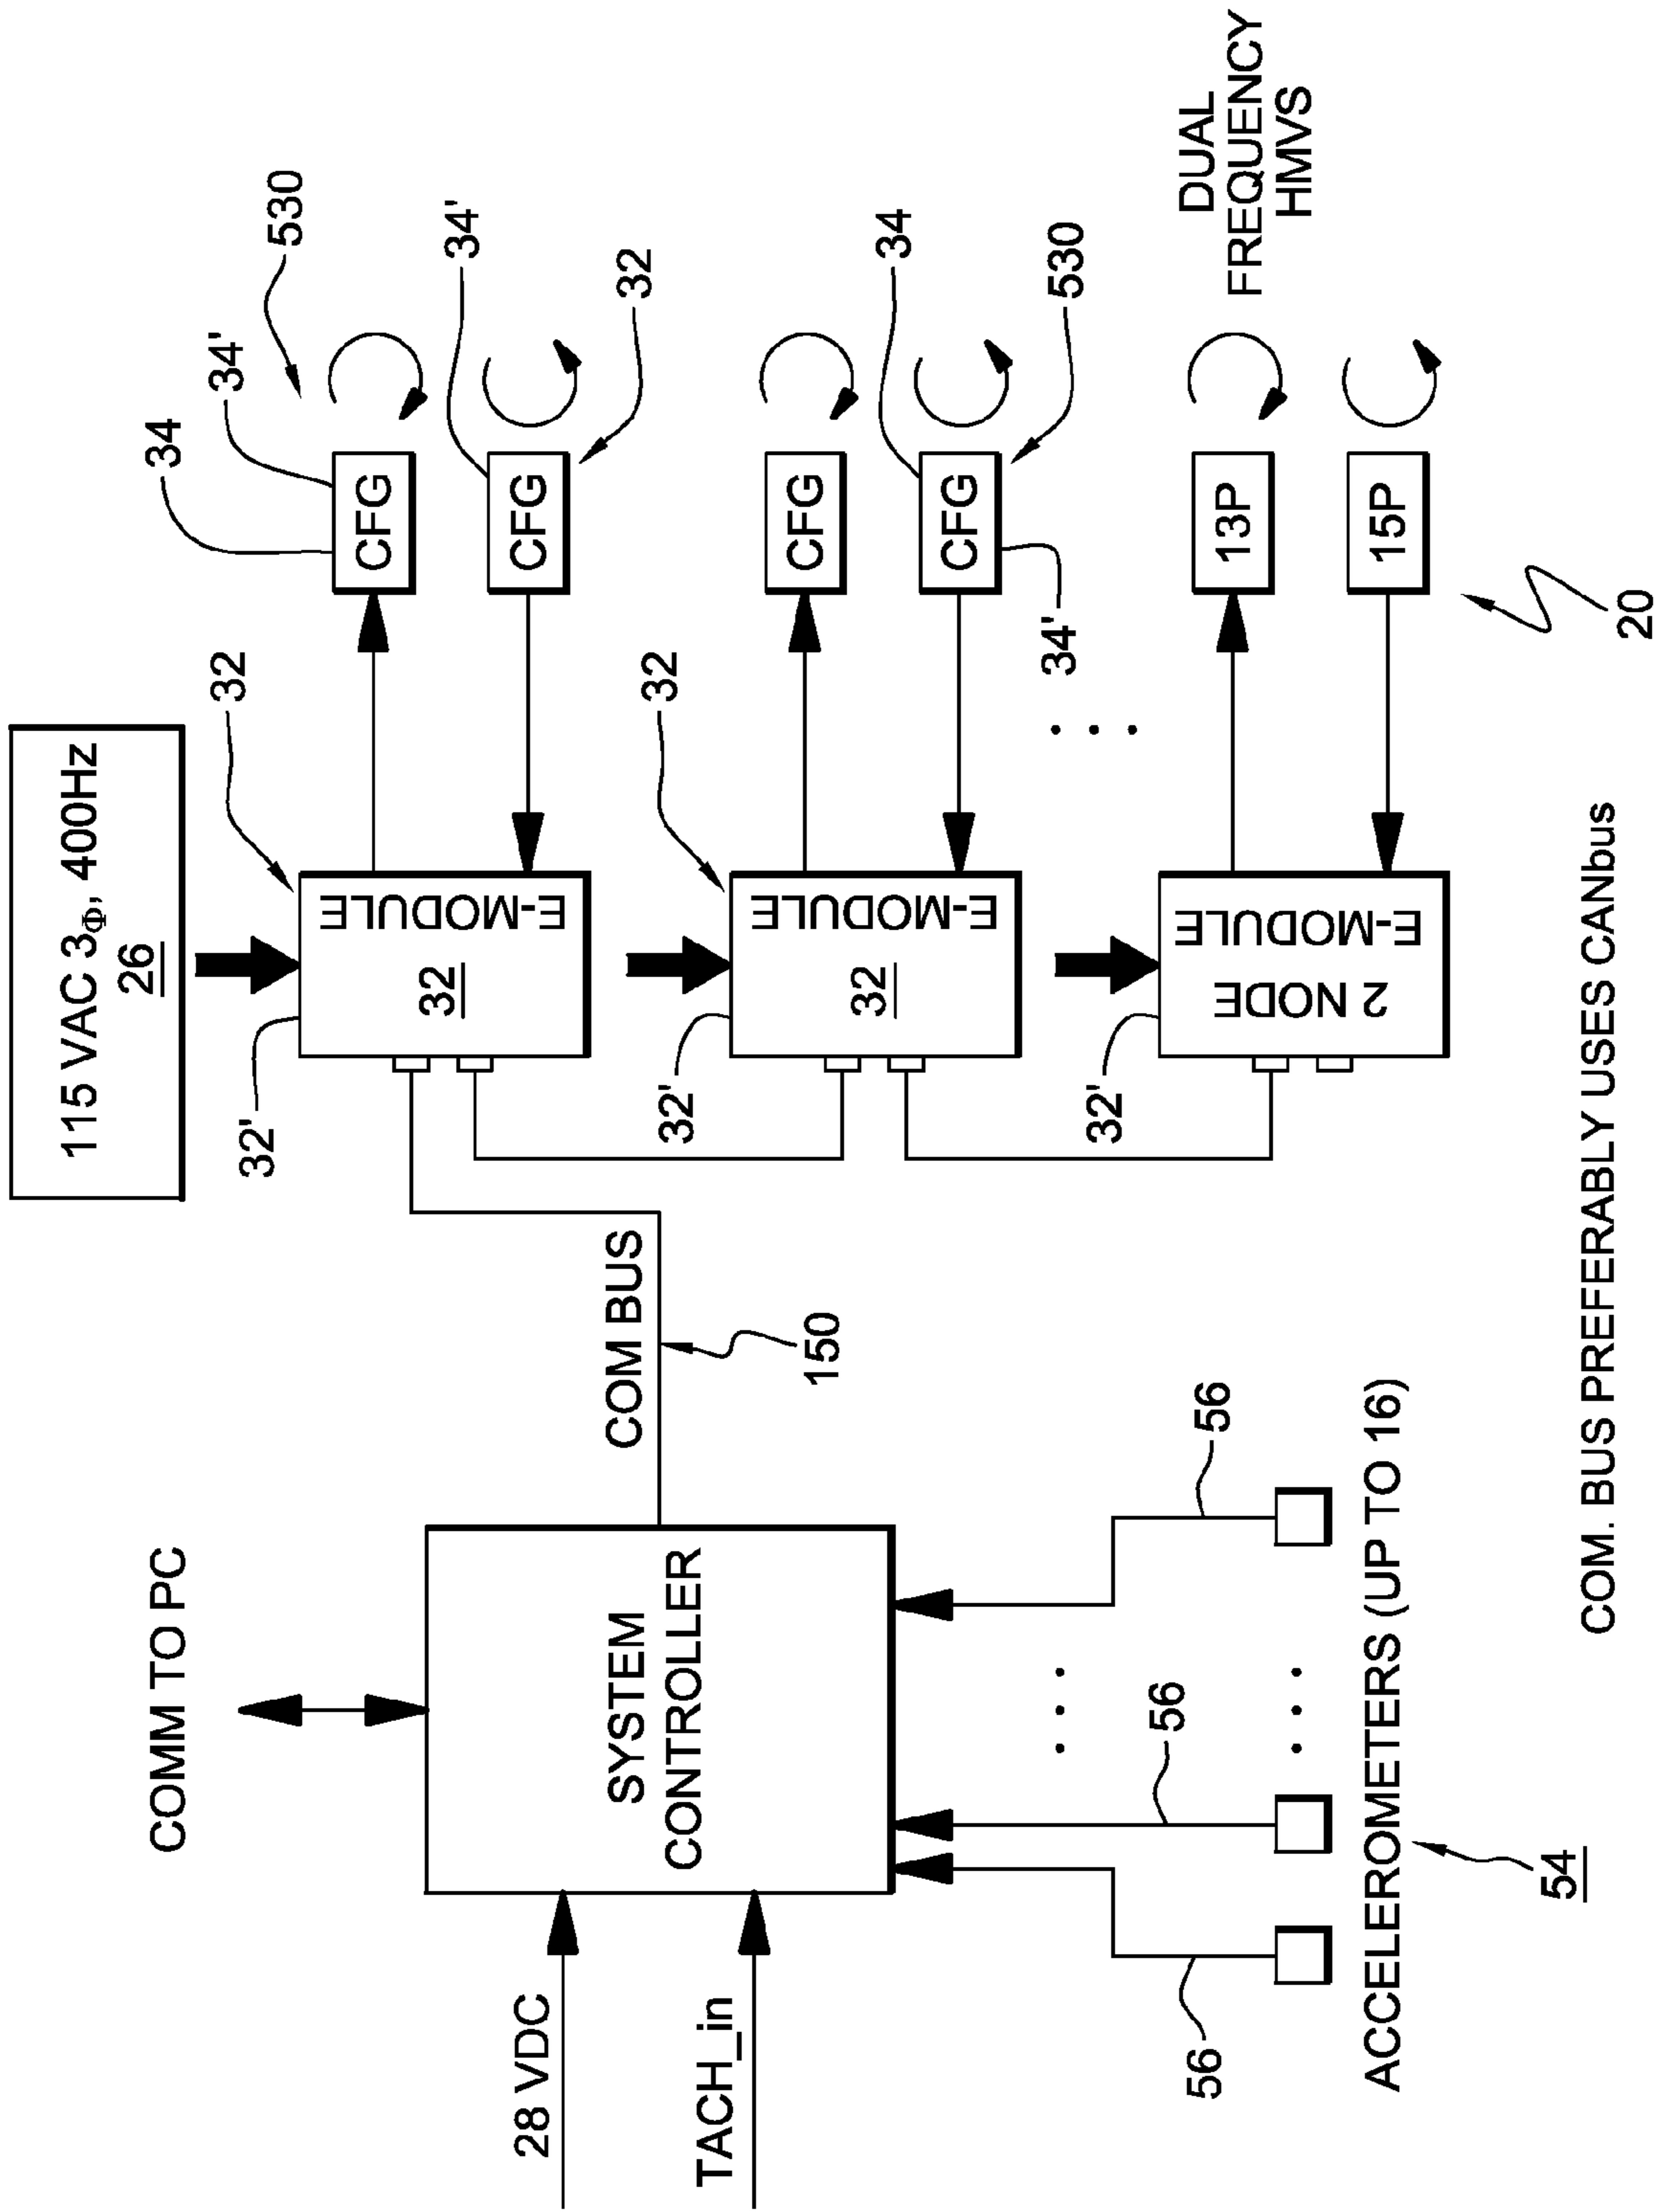 115 VAC 3Φ, 400Hz
26
COMM TO PC
34
34'
530
32
32'
CFG
34'
E-MODULE
32
CFG
32
28 VDC
TACH_in
SYSTEM
CONTROLLER
COM BUS
150
32
32'
CFG
34
E-MODULE
32
CFG
530
34'
32'
E-MODULE
2 NODE
13P
15P
DUAL
FREQUENCY
HMVS
56
56
56
ACCELEROMETERS (UP TO 16)
54
20
COM. BUS PREFERABLY USES CANbus